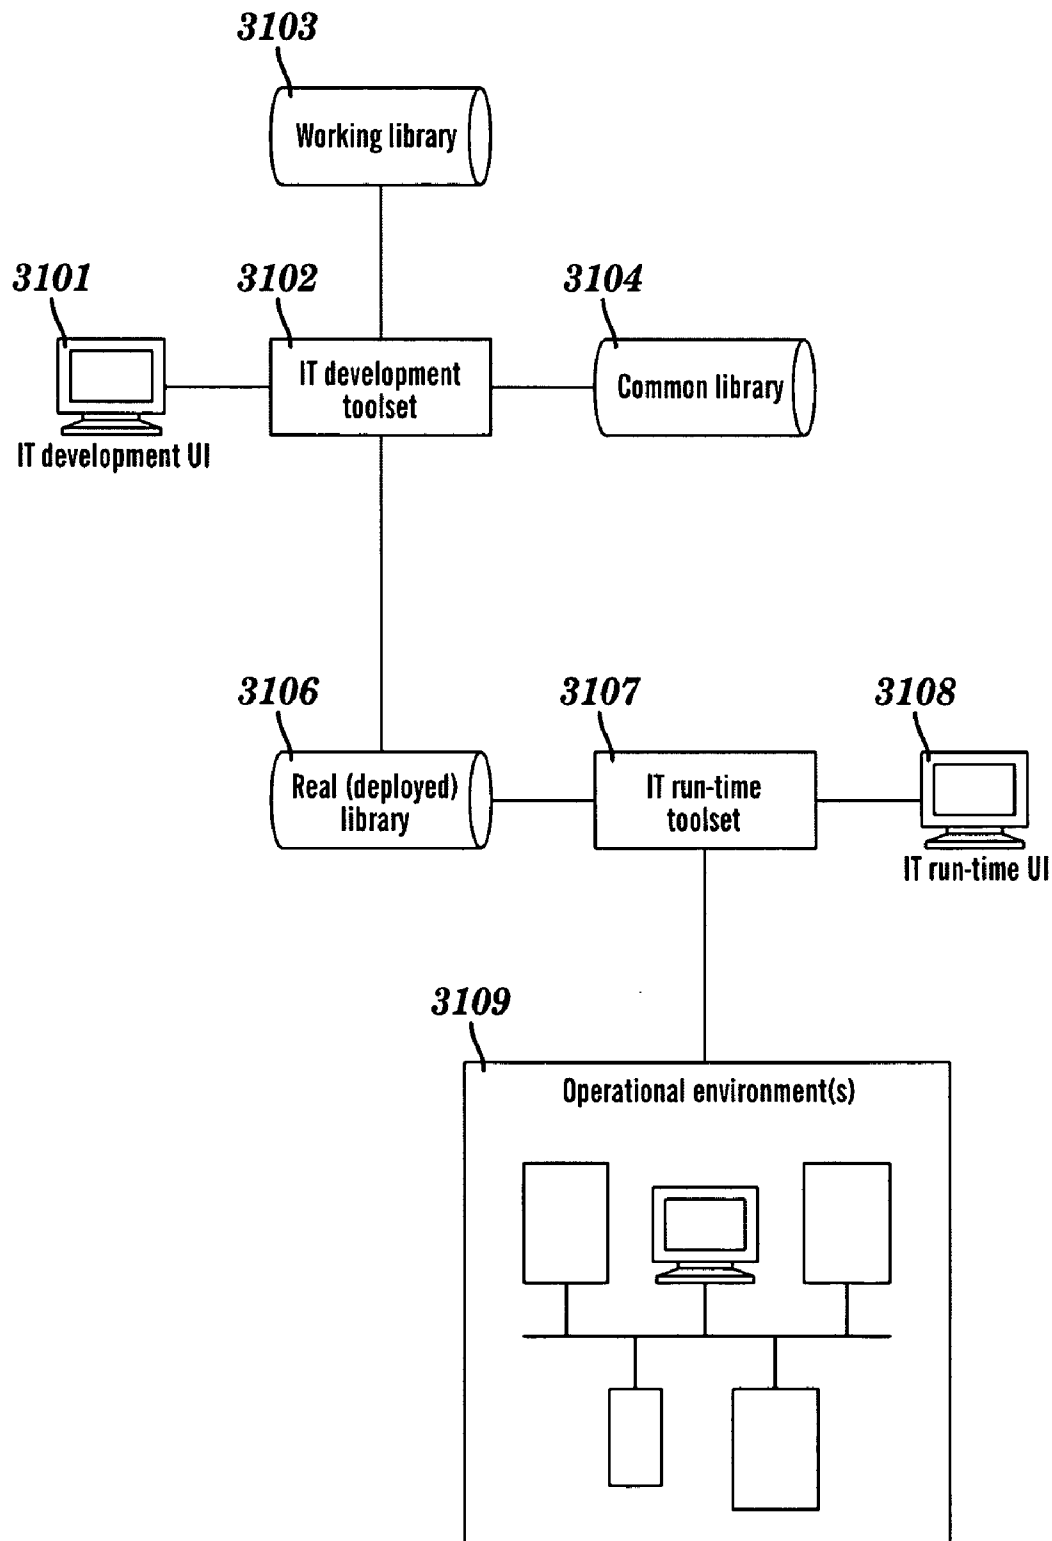 3103
Working library
3101
3102
3104
IT development
toolset
Common library
IT development UI
3106
3107
3108
Real (deployed)
library
IT run-time
toolset
IT run-time UI
3109
Operational environment(s)